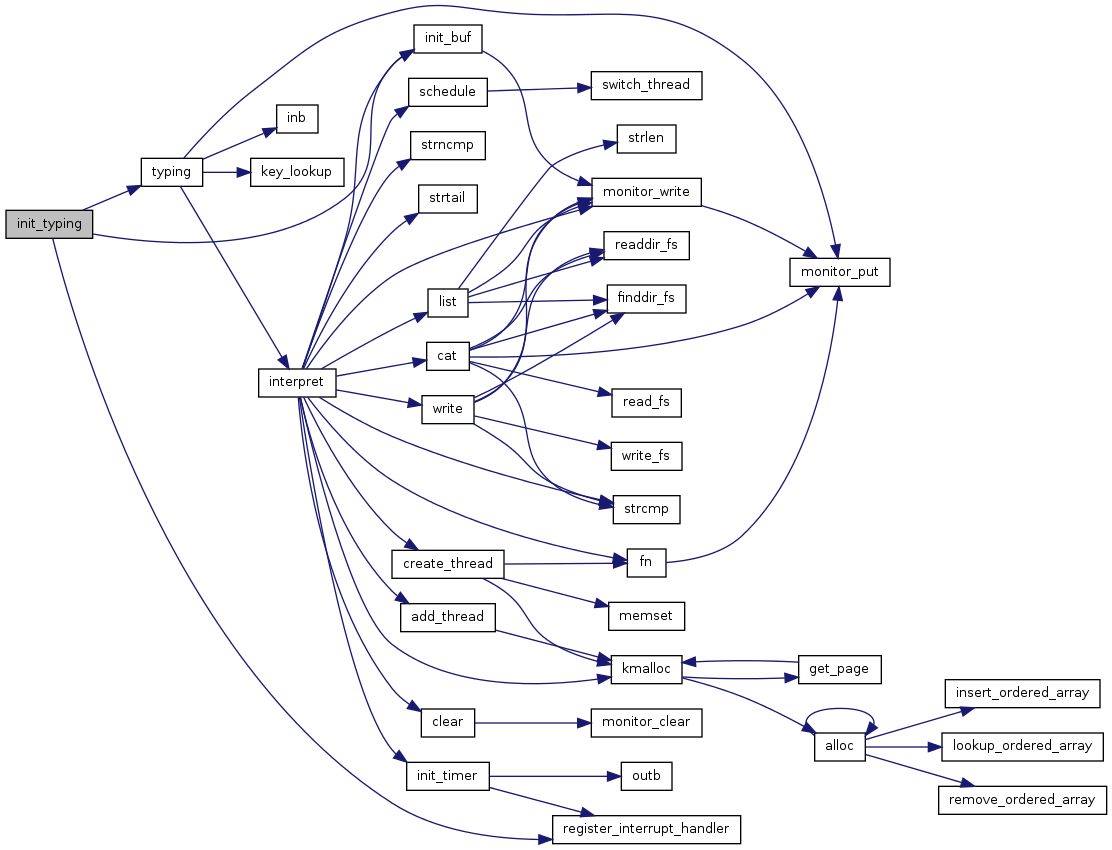 init_buf
schedule
switch_thread
inb
strlen
strncmp
typing
key_lookup
strtail
monitor_write
init_typing
readdir_fs
monitor_put
list
finddir_fs
cat
interpret
read_fs
write
write_fs
strcmp
create_thread
fn
add_thread
memset
kmalloc
get_page
insert_ordered_array
clear
monitor_clear
alloc
lookup_ordered_array
init_timer
outb
remove_ordered_array
register_interrupt_handler